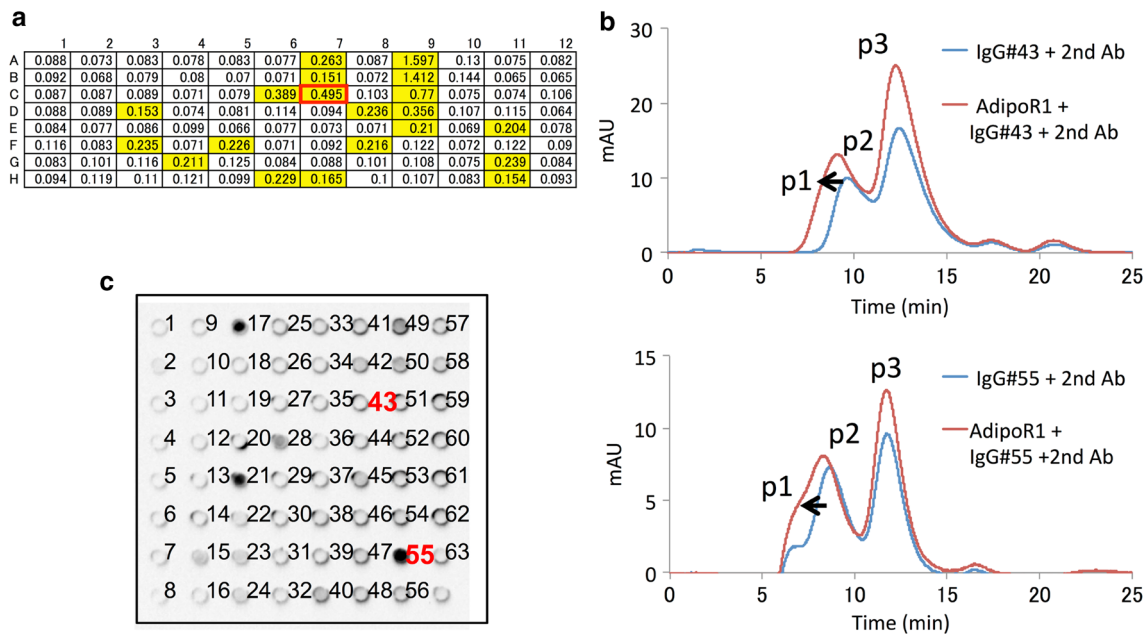 a
1 2 3 4 5 6 7 8 9 10 11 12
A 0.088 0.073 0.083 0.078 0.083 0.077 0.263 0.087 1.597 0.13 0.075 0.082
B 0.092 0.068 0.079 0.08 0.07 0.071 0.151 0.072 1.412 0.144 0.065 0.065
C 0.087 0.087 0.089 0.071 0.079 0.389 0.495 0.103 0.77 0.075 0.074 0.106
D 0.088 0.089 0.153 0.074 0.081 0.114 0.094 0.236 0.356 0.107 0.115 0.064
E 0.084 0.077 0.086 0.099 0.066 0.077 0.073 0.071 0.21 0.069 0.204 0.078
F 0.116 0.083 0.235 0.071 0.226 0.071 0.092 0.216 0.122 0.072 0.122 0.09
G 0.083 0.101 0.116 0.211 0.125 0.084 0.088 0.101 0.108 0.075 0.239 0.084
H 0.094 0.119 0.11 0.121 0.099 0.229 0.165 0.1 0.107 0.083 0.154 0.093
b
30
20
10
0
mAU
p1
p2
p3
IgG#43 + 2nd Ab
AdipoR1 +
IgG#43 + 2nd Ab
0 5 10 15 20 25
Time (min)
15
10
5
0
mAU
p1
p2
p3
IgG#55 + 2nd Ab
AdipoR1 +
IgG#55 +2nd Ab
0 5 10 15 20 25
Time (min)
c
1 9 17 25 33 41 49 57
2 10 18 26 34 42 50 58
3 11 19 27 35 43 51 59
4 12 20 28 36 44 52 60
5 13 21 29 37 45 53 61
6 14 22 30 38 46 54 62
7 15 23 31 39 47 55 63
8 16 24 32 40 48 56